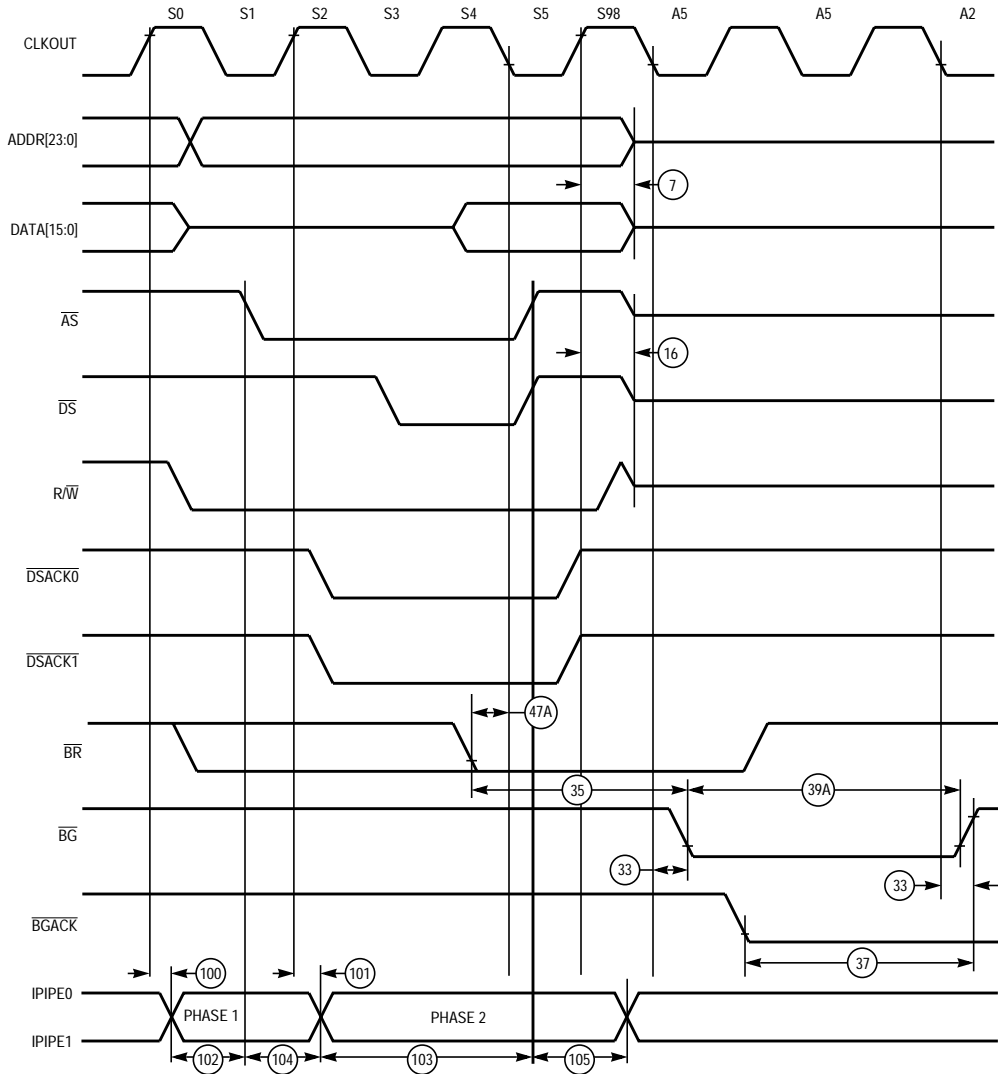 S0 S1 S2 S3 S4 S5 S98 A5 A5 A2
CLKOUT
ADDR[23:0]
7
DATA[15:0]
AS
16
DS
R/W
DSACK0
DSACK1
47A
BR
35 39A
BG
33 33
BGACK
37
100 101
IPIPE0
PHASE 1 PHASE 2
IPIPE1
102 104 103 105